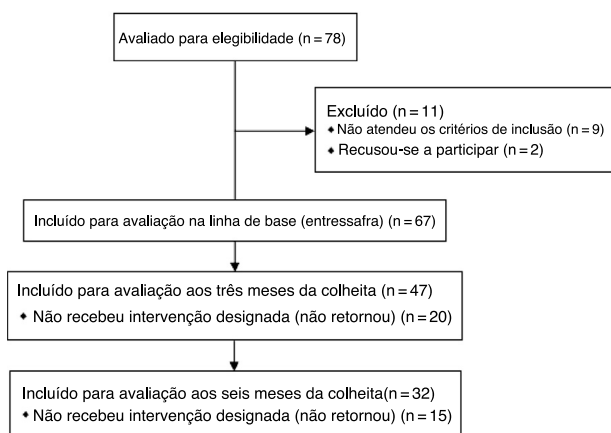 Avaliado para elegibilidade (n = 78)
Excluído (n = 11)
♦ Não atendeu os critérios de inclusão (n = 9)
♦ Recusou-se a participar (n = 2)
Incluído para avaliação na linha de base (entressafra) (n = 67)
Incluído para avaliação aos três meses da colheita (n = 47)
♦ Não recebeu intervenção designada (não retornou) (n = 20)
Incluído para avaliação aos seis meses da colheita(n = 32)
♦ Não recebeu intervenção designada (não retornou) (n = 15)